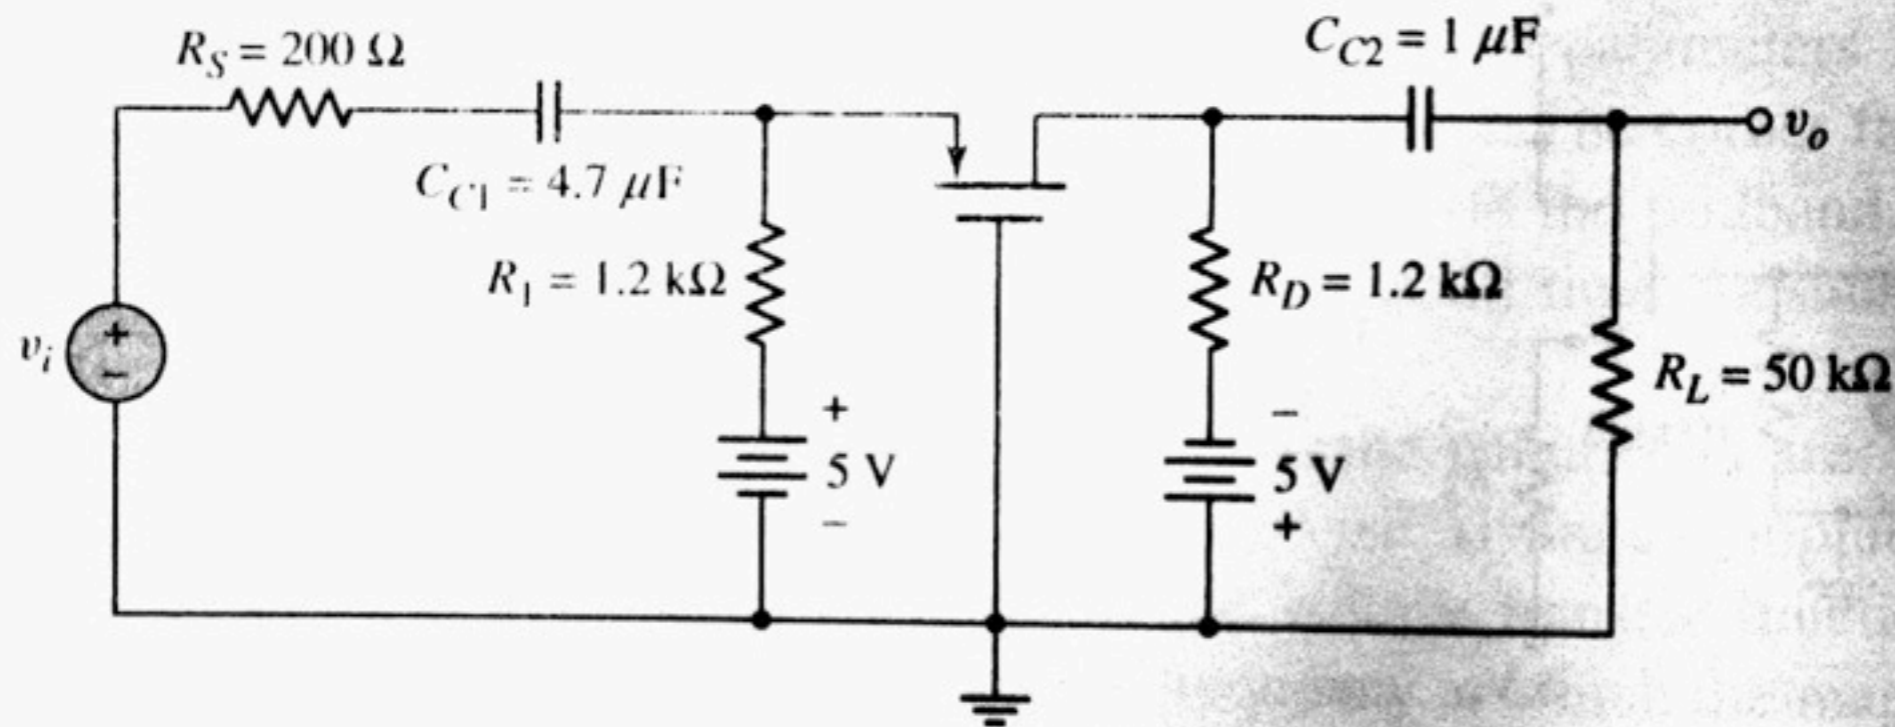 R_S = 200 Ω
C_C1 = 4.7 μF
R_1 = 1.2 kΩ
v_i
+
−
+
5 V
−
C_C2 = 1 μF
v_o
R_D = 1.2 kΩ
R_L = 50 kΩ
−
5 V
+